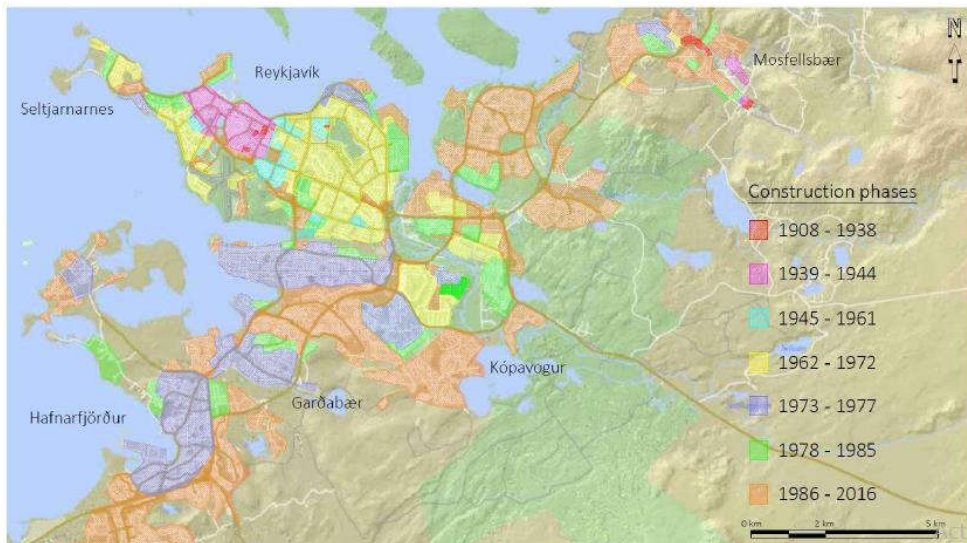 N
Reykjavík
Mosfellsbær
Seltjarnarnes
Construction phases
1908 - 1938
1939 - 1944
1945 - 1961
1962 - 1972
Kópavogur
Garðabær
Hafnarfjörður
1973 - 1977
1978 - 1985
1986 - 2016
0 km 2 km 5 km